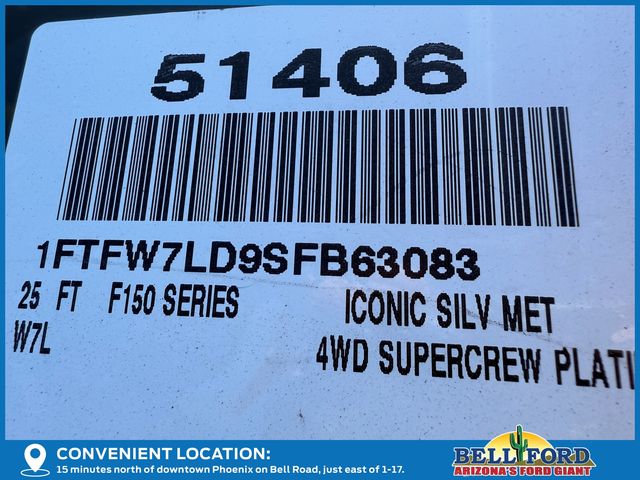 51406
1FTFW7LD9SFB63083
25 FT F150 SERIES ICONIC SILV MET
W7L 4WD SUPERCREW PLATI
CONVENIENT LOCATION:
15 minutes north of downtown Phoenix on Bell Road, just east of 1-17.
BELL FORD
ARIZONA'S FORD GIANT